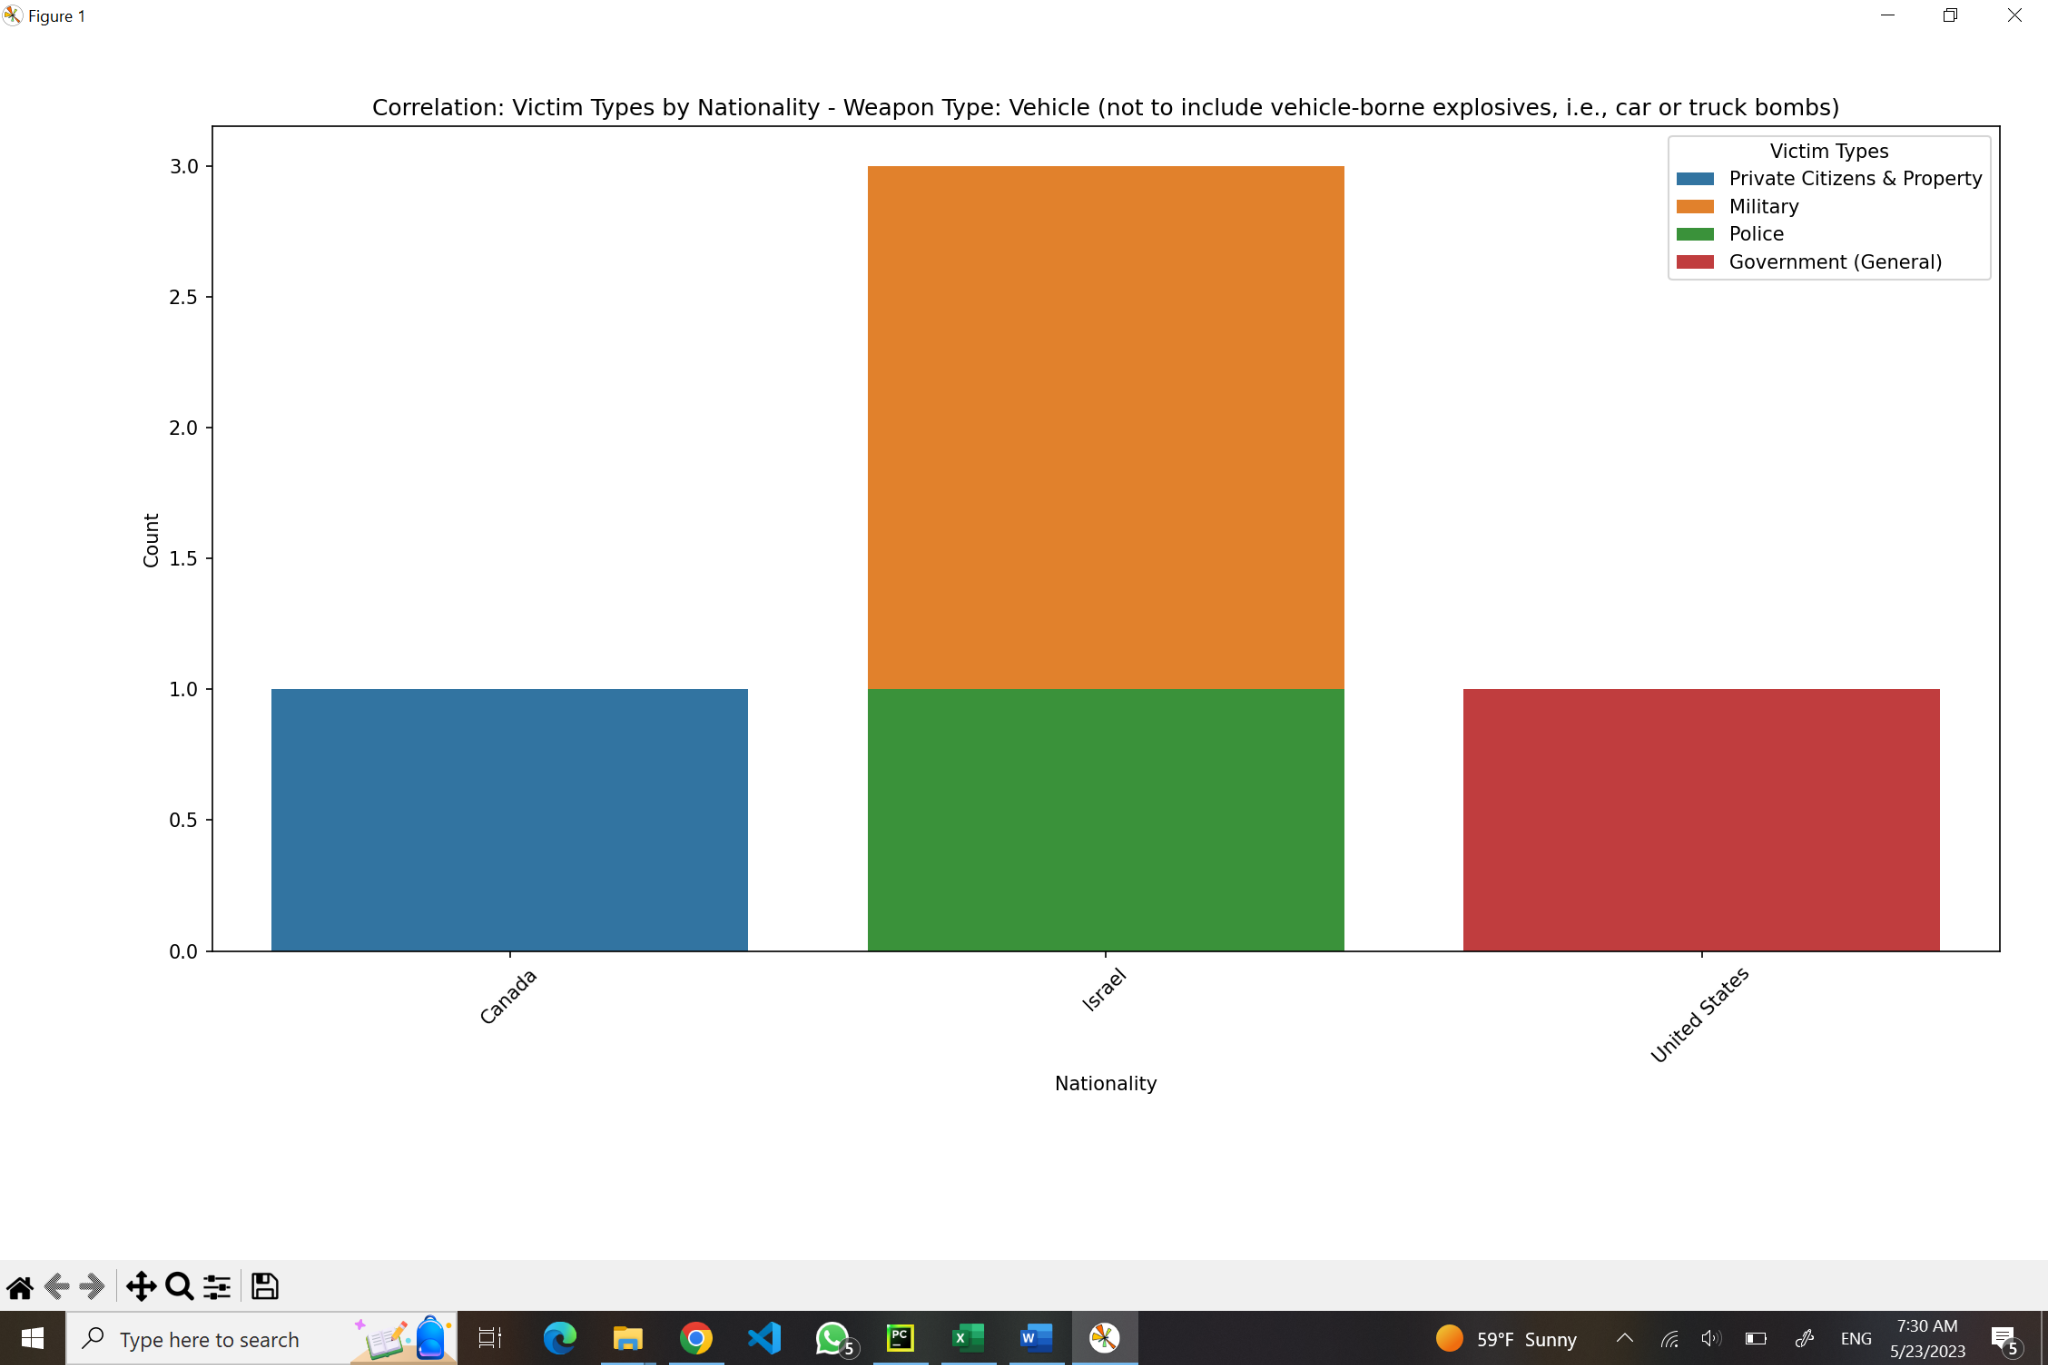 Figure 1
Correlation: Victim Types by Nationality - Weapon Type: Vehicle (not to include vehicle-borne explosives, i.e., car or truck bombs)
Victim Types
Private Citizens & Property
Military
Police
Government (General)
3.0
2.5
2.0
1.5
1.0
0.5
0.0
Count
Canada
Israel
United States
Nationality
Type here to search
5
PC
X
W
59°F Sunny
ENG
7:30 AM
5/23/2023
5